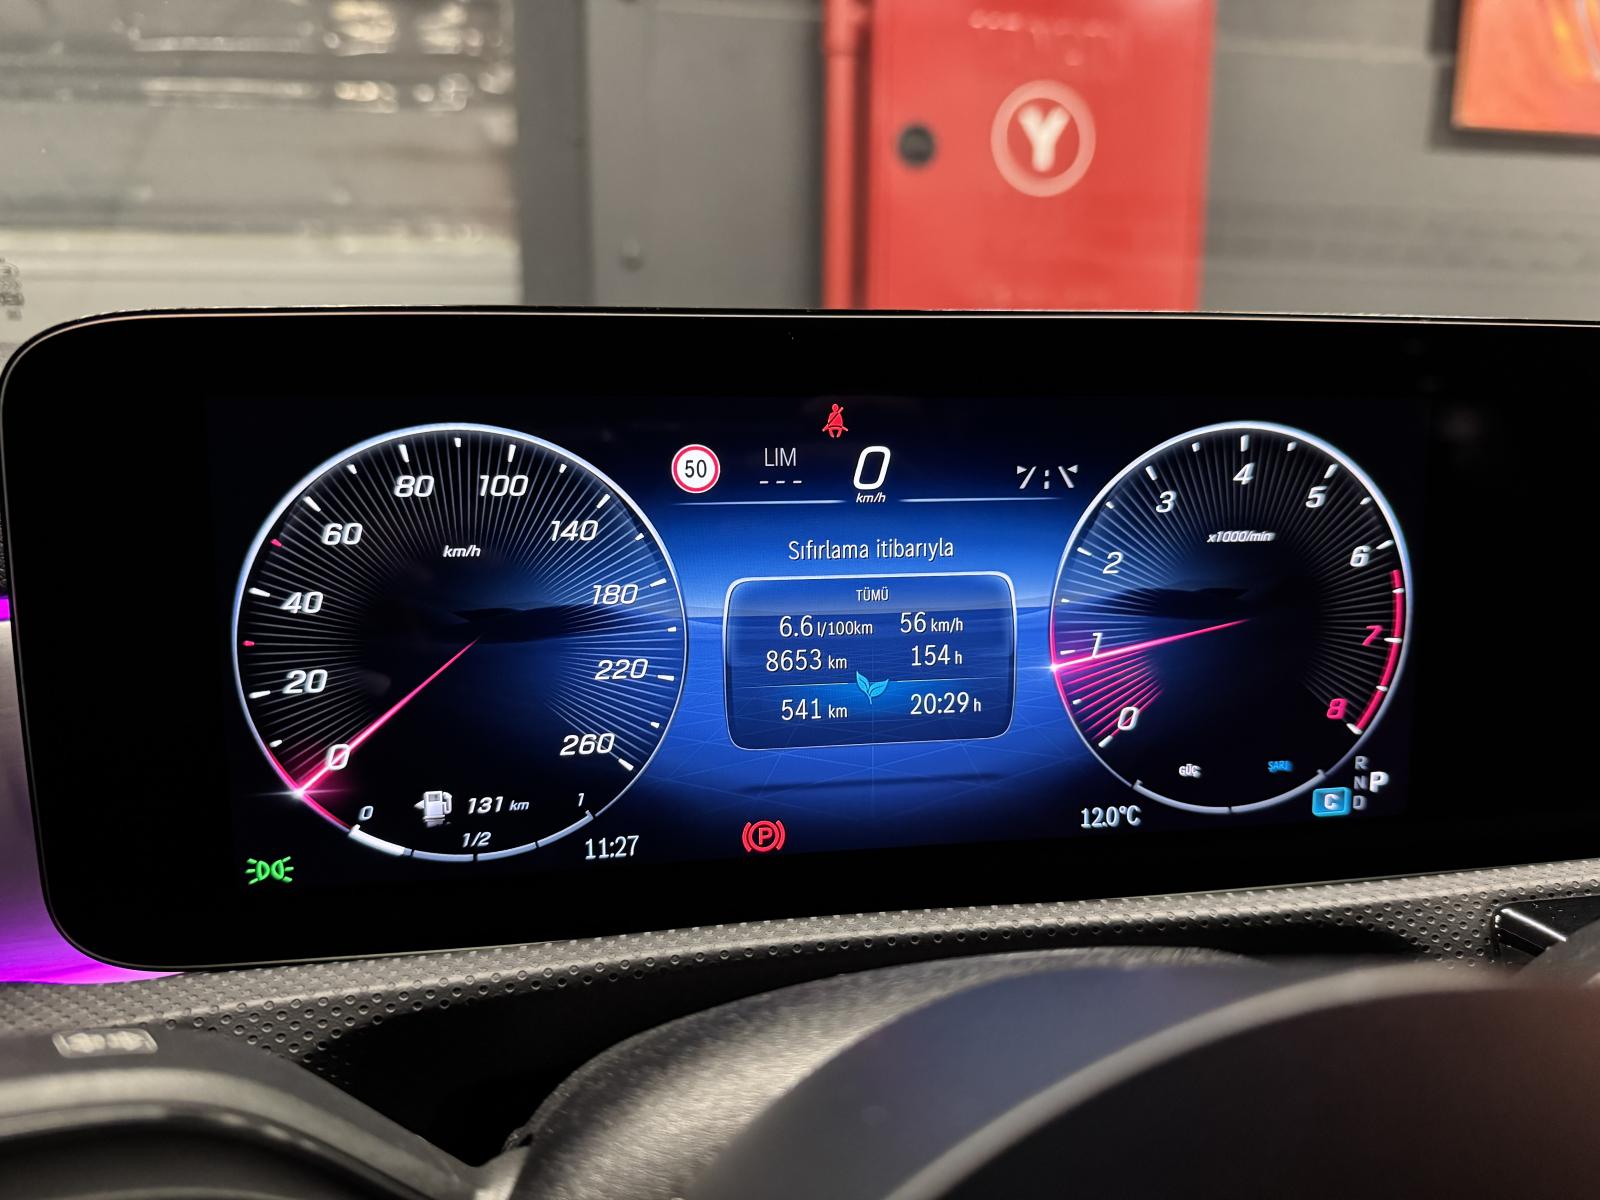 Y
50
LIM
---
0
km/h
80
100
60
140
km/h
40
180
20
220
0
260
0
131 km
1
1/2
11:27
Sıfırlama itibarıyla
TÜMÜ
6.6 l/100km 56 km/h
8653 km 154 h
541 km 20:29 h
P
4
3
5
x1000/min
2
6
1
7
0
8
GÜÇ
ŞARJ
R
N
P
C
D
12.0°C